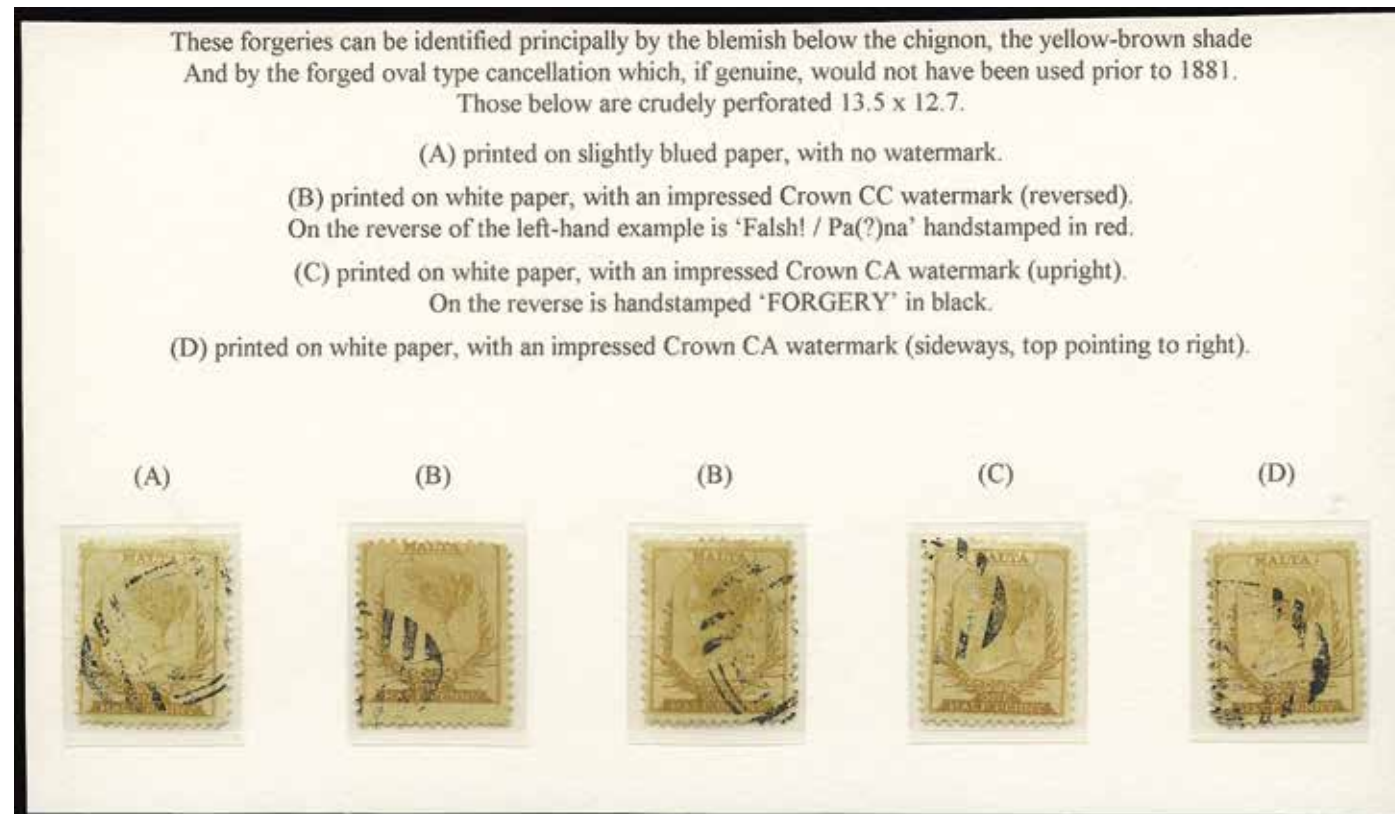 These forgeries can be identified principally by the blemish below the chignon, the yellow-brown shade
And by the forged oval type cancellation which, if genuine, would not have been used prior to 1881.
Those below are crudely perforated 13.5 x 12.7.
(A) printed on slightly blued paper, with no watermark.
(B) printed on white paper, with an impressed Crown CC watermark (reversed).
On the reverse of the left-hand example is ‘Falsh! / Pa(?)na’ handstamped in red.
(C) printed on white paper, with an impressed Crown CA watermark (upright).
On the reverse is handstamped ‘FORGERY’ in black.
(D) printed on white paper, with an impressed Crown CA watermark (sideways, top pointing to right).
(A) (B) (B) (C) (D)
MALTA MALTA MALTA MALTA MALTA
HALFPENNY